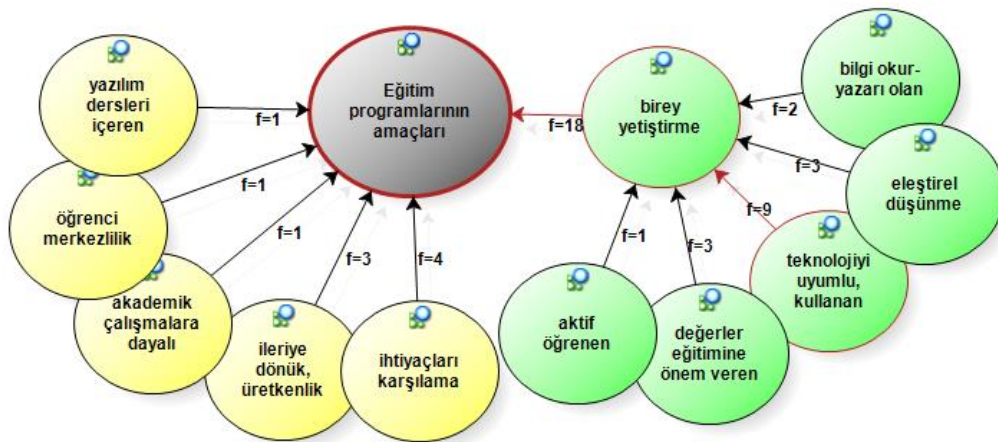 yazılım
dersleri
içeren
f=1
öğrenci
merkezlilik
f=1
akademik
çalışmalara
dayalı
f=1
ileriye
dönük,
üretkenlik
f=3
ihtiyaçları
karşılama
f=4
Eğitim
programlarının
amaçları
f=18
birey
yetiştirme
bilgi okur-
yazarı olan
f=2
eleştirel
düşünme
f=3
teknolojiyi
uyumlu,
kullanan
f=9
değerler
eğitimine
önem veren
f=3
aktif
öğrenen
f=1